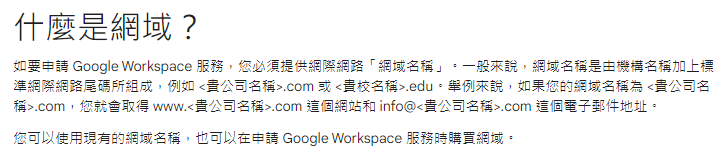 什麼是網域？
如要申請 Google Workspace 服務，您必須提供網際網路「網域名稱」。一般來說，網域名稱是由機構名稱加上標
準網際網路尾碼所組成，例如 <貴公司名稱>.com 或 <貴校名稱>.edu。舉例來說，如果您的網域名稱為 <貴公司名
稱>.com，您就會取得 www.<貴公司名稱>.com 這個網站和 info@<貴公司名稱>.com 這個電子郵件地址。
您可以使用現有的網域名稱，也可以在申請 Google Workspace 服務時購買網域。